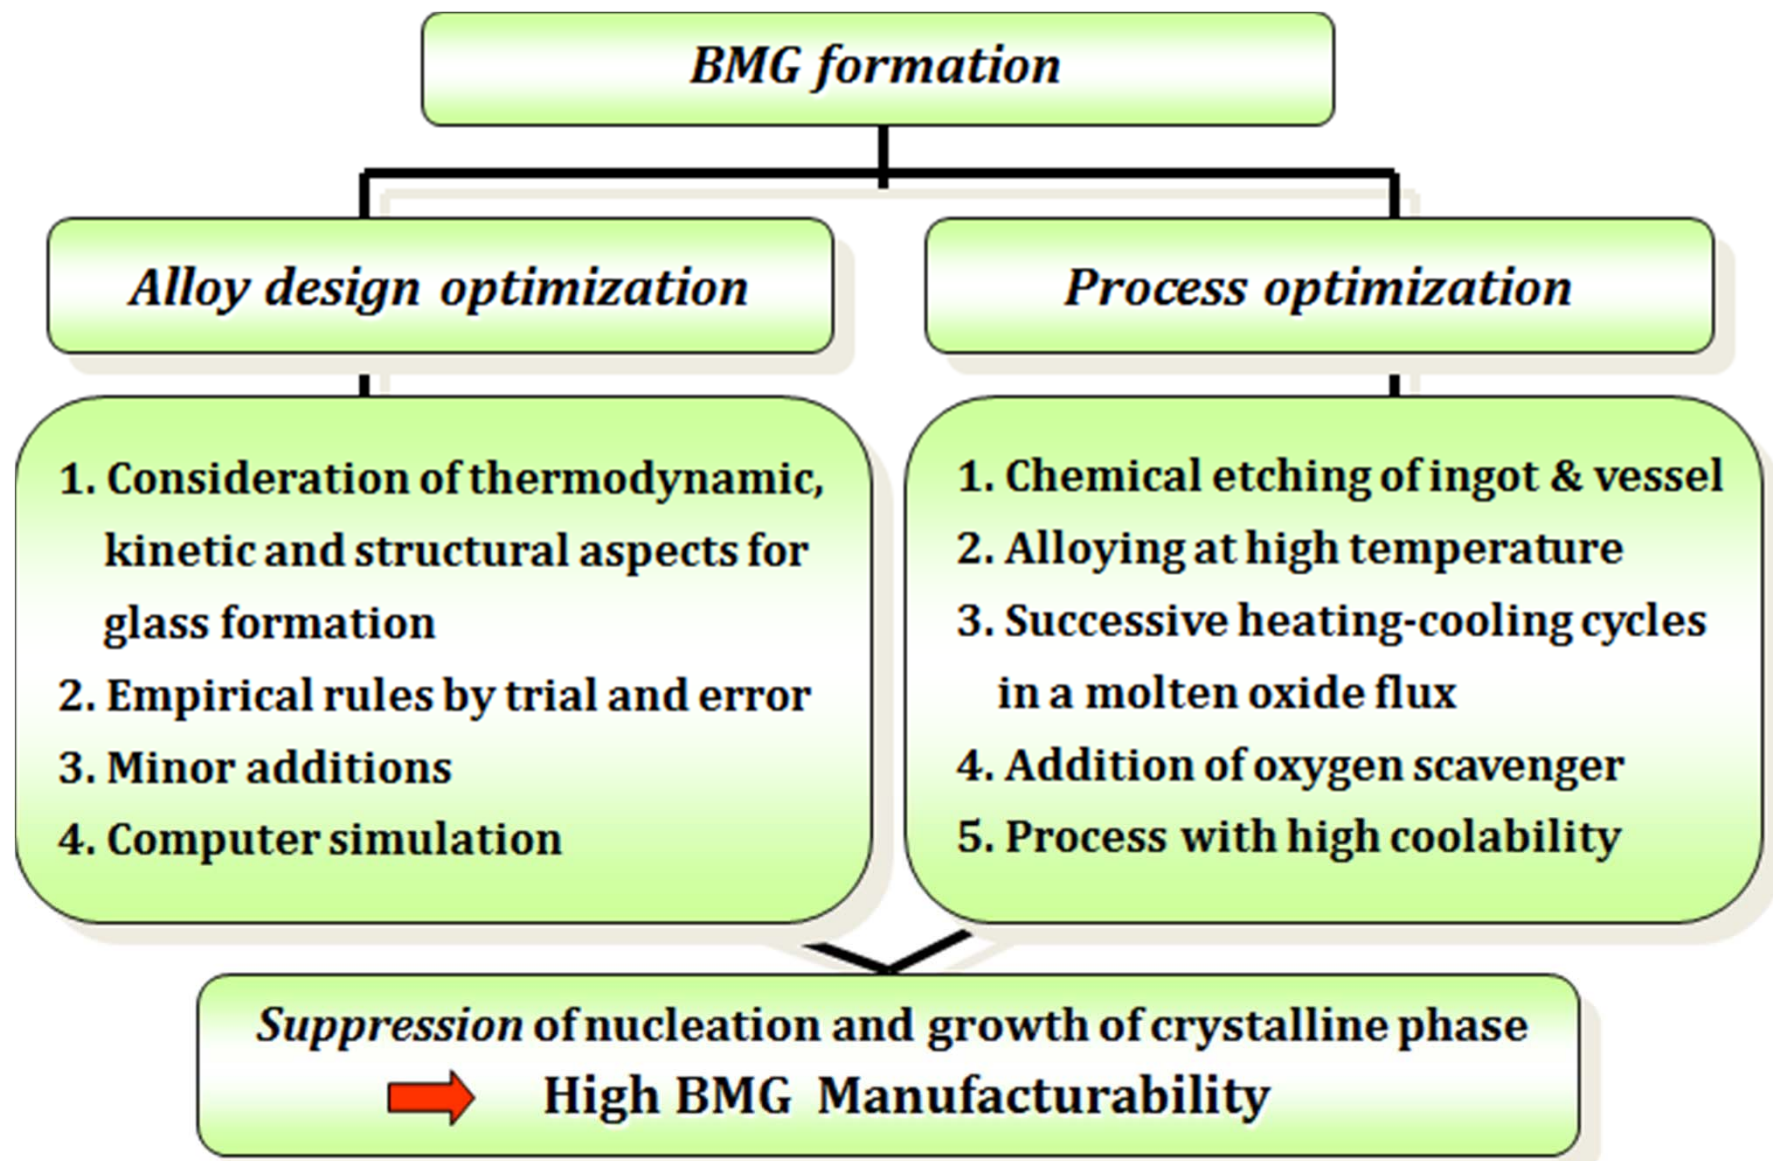 BMG formation
Alloy design optimization
Process optimization
1. Consideration of thermodynamic,
kinetic and structural aspects for
glass formation
2. Empirical rules by trial and error
3. Minor additions
4. Computer simulation
1. Chemical etching of ingot & vessel
2. Alloying at high temperature
3. Successive heating-cooling cycles
in a molten oxide flux
4. Addition of oxygen scavenger
5. Process with high coolability
Suppression of nucleation and growth of crystalline phase
High BMG Manufacturability